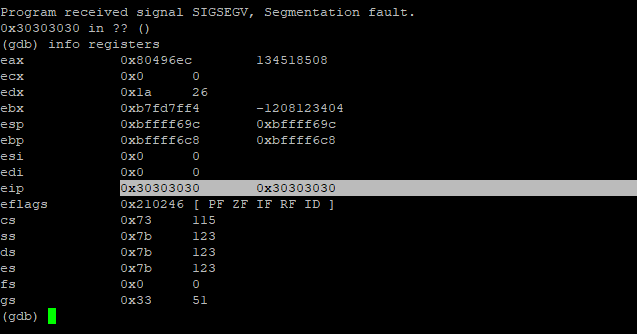 Program received signal SIGSEGV, Segmentation fault.
0x30303030 in ?? ()
(gdb) info registers
eax 0x80496ec 134518508
ecx 0x0 0
edx 0x1a 26
ebx 0xb7fd7ff4 -1208123404
esp 0xbffff69c 0xbffff69c
ebp 0xbffff6c8 0xbffff6c8
esi 0x0 0
edi 0x0 0
eip 0x30303030 0x30303030
eflags 0x210246 [ PF ZF IF RF ID ]
cs 0x73 115
ss 0x7b 123
ds 0x7b 123
es 0x7b 123
fs 0x0 0
gs 0x33 51
(gdb)